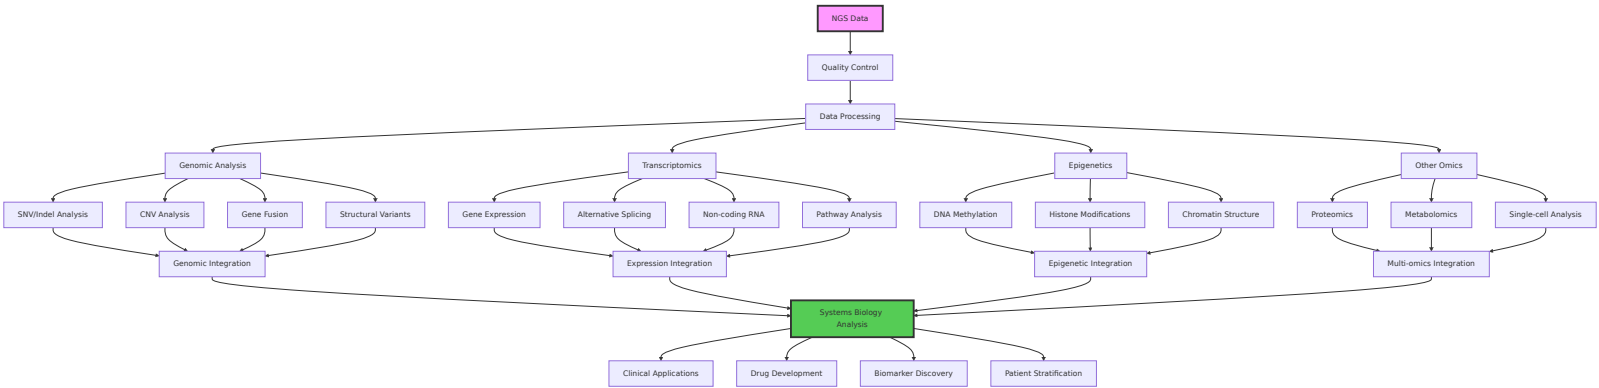 NGS Data
Quality Control
Data Processing
Genomic Analysis
Transcriptomics
Epigenetics
Other Omics
SNV/Indel Analysis
CNV Analysis
Gene Fusion
Structural Variants
Gene Expression
Alternative Splicing
Non-coding RNA
Pathway Analysis
DNA Methylation
Histone Modifications
Chromatin Structure
Proteomics
Metabolomics
Single-cell Analysis
Genomic Integration
Expression Integration
Epigenetic Integration
Multi-omics Integration
Systems Biology
Analysis
Clinical Applications
Drug Development
Biomarker Discovery
Patient Stratification